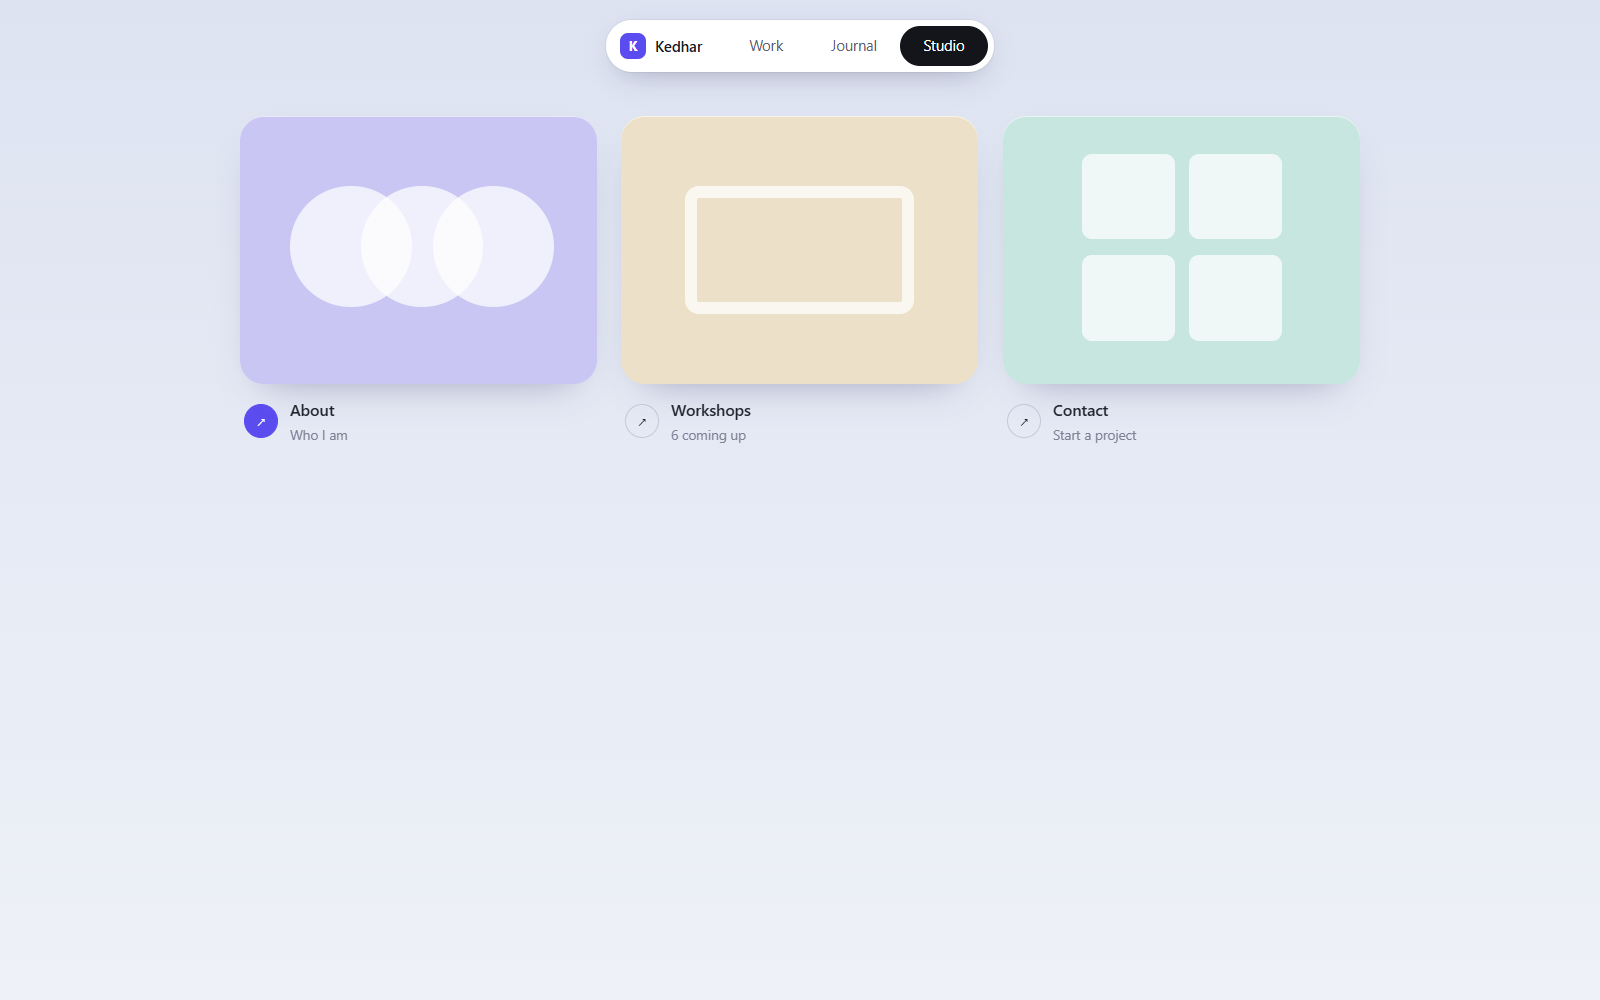 K Kedhar Work Journal Studio
↗ About
Who I am
↗ Workshops
6 coming up
↗ Contact
Start a project